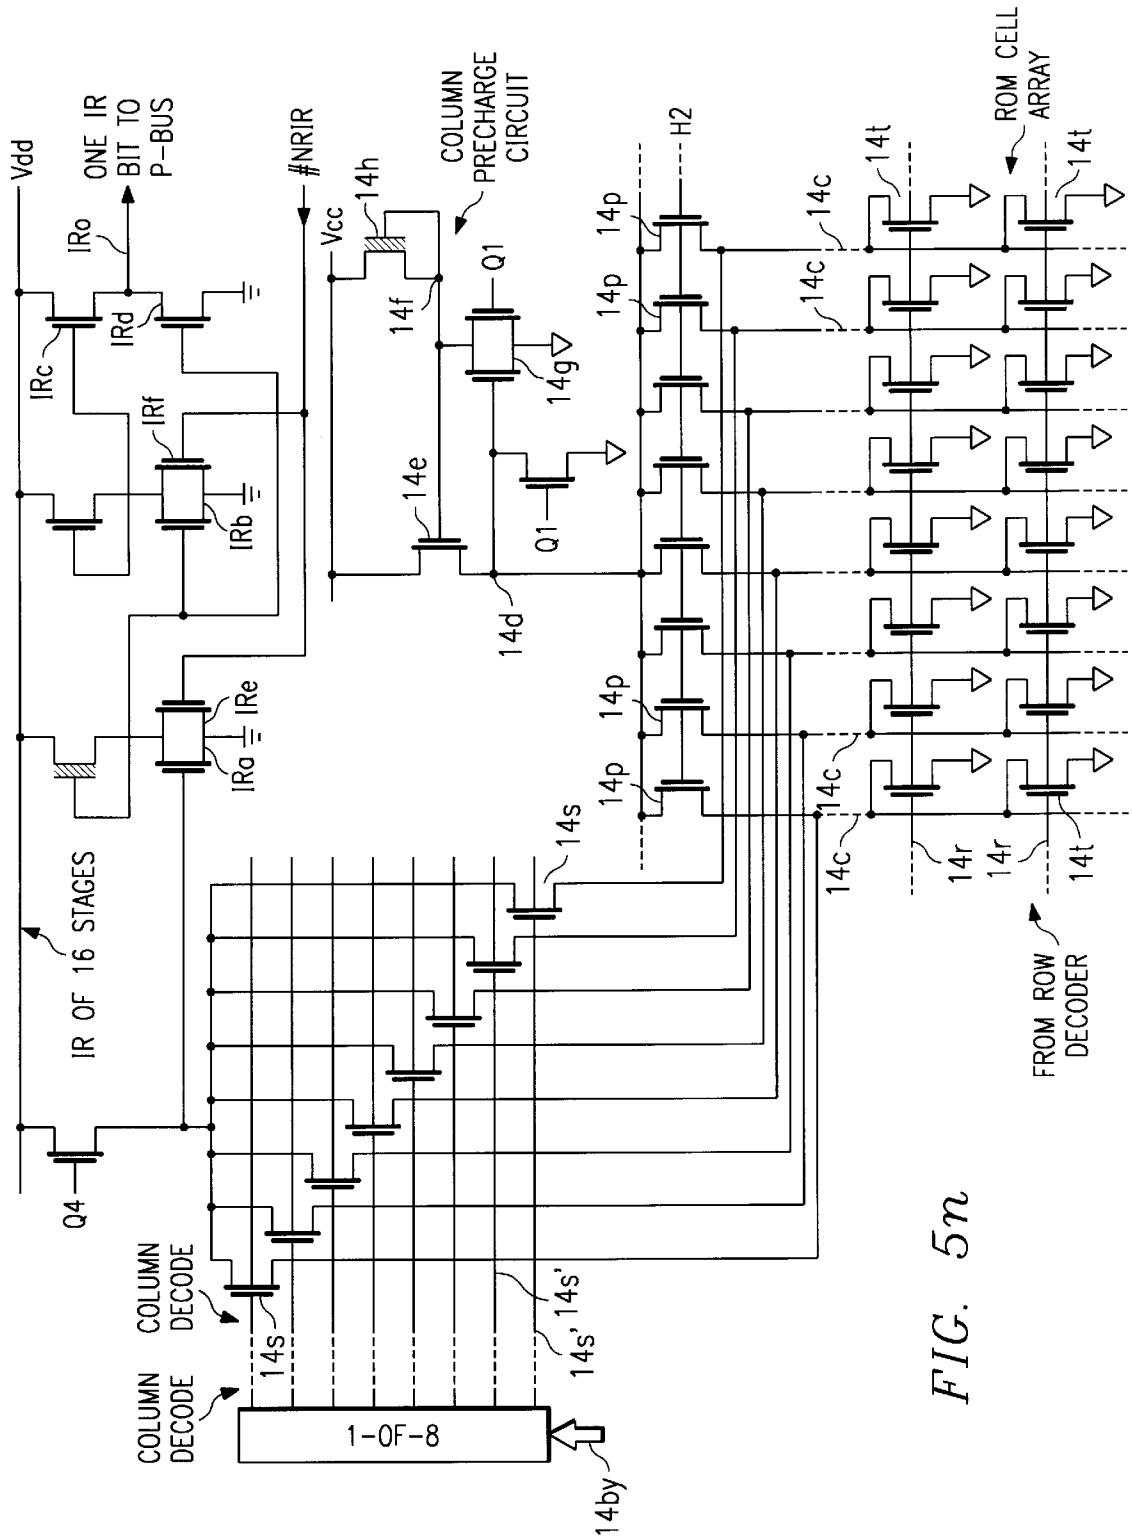 Vdd
IR OF 16 STAGES
Q4
IRc
IRo
ONE IR
BIT TO
P-BUS
IRd
IRf
IRb
IRa
IRe
#NRIR
Vcc
14h
COLUMN
PRECHARGE
CIRCUIT
14e
14f
Q1
14g
Q1
14d
COLUMN
DECODE
COLUMN
DECODE
1-OF-8
14by
14s
14s'
14s'
14s
14p
14p
14p
14p
H2
14c
14c
14c
14c
14t
ROM CELL
ARRAY
14r
14r
14t
14t
FROM ROW
DECODER
FIG. 5n